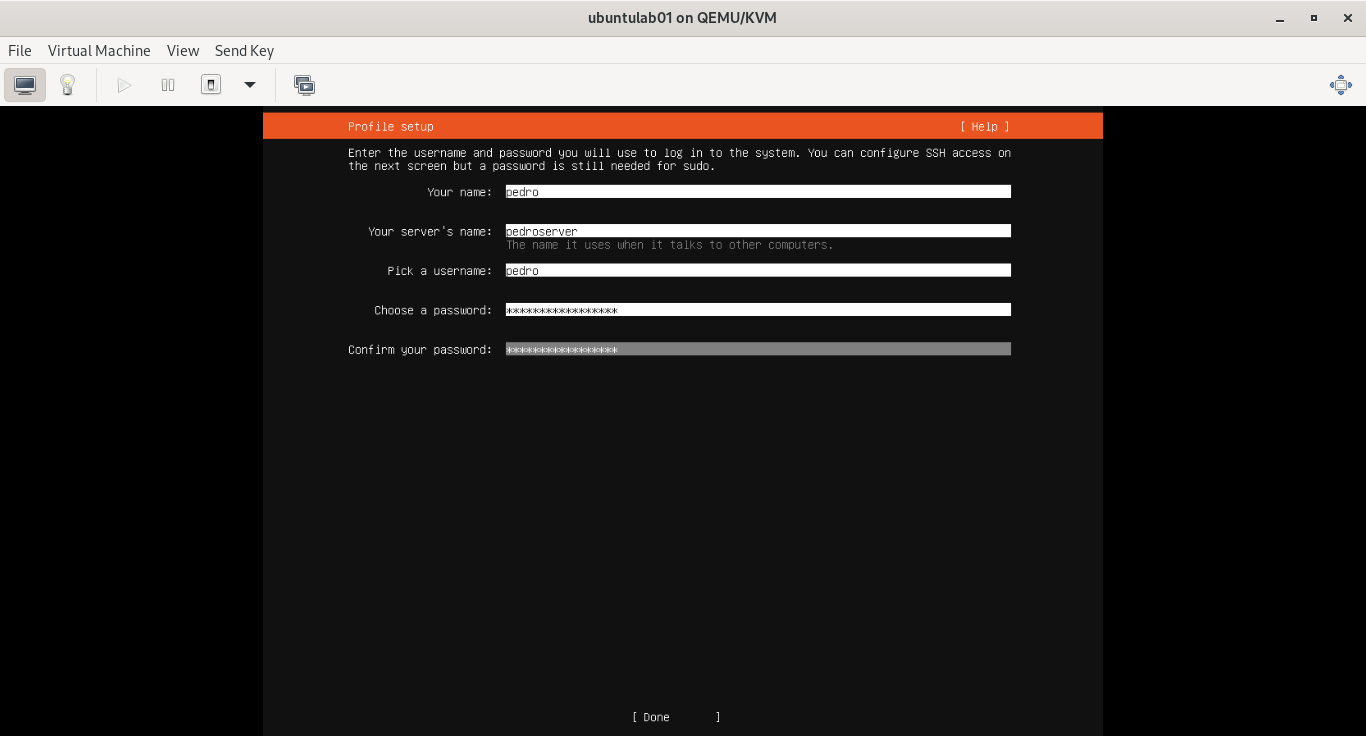 ubuntulab01 on QEMU/KVM
File Virtual Machine View Send Key
Profile setup [ Help ]
Enter the username and password you will use to log in to the system. You can configure SSH access on
the next screen but a password is still needed for sudo.
Your name: pedro
Your server's name: pedroserver
The name it uses when it talks to other computers.
Pick a username: pedro
Choose a password: *****************
Confirm your password: *****************
[ Done ]